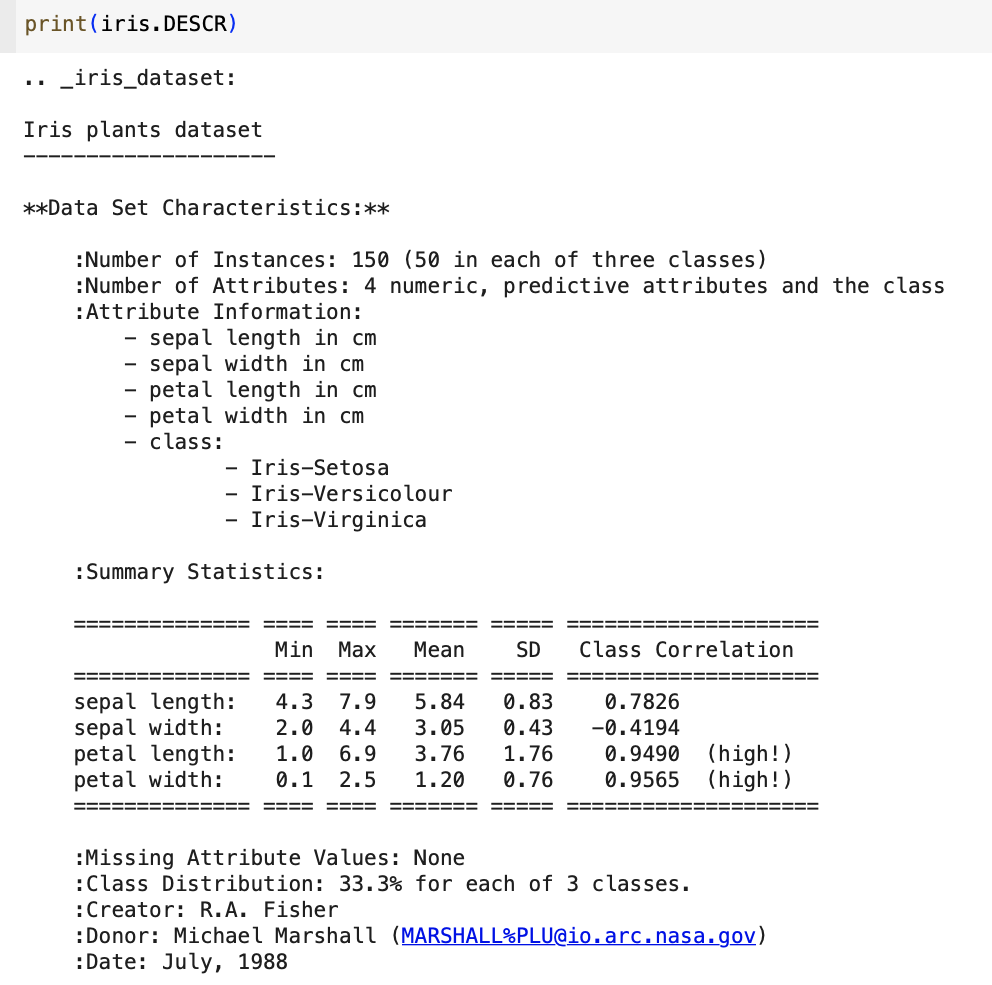 print(iris.DESCR)
.. _iris_dataset:
Iris plants dataset
--------------------
**Data Set Characteristics:**
:Number of Instances: 150 (50 in each of three classes)
:Number of Attributes: 4 numeric, predictive attributes and the class
:Attribute Information:
- sepal length in cm
- sepal width in cm
- petal length in cm
- petal width in cm
- class:
- Iris-Setosa
- Iris-Versicolour
- Iris-Virginica
:Summary Statistics:
============== ==== ==== ======= ===== ====================
Min Max Mean SD Class Correlation
============== ==== ==== ======= ===== ====================
sepal length: 4.3 7.9 5.84 0.83 0.7826
sepal width: 2.0 4.4 3.05 0.43 -0.4194
petal length: 1.0 6.9 3.76 1.76 0.9490 (high!)
petal width: 0.1 2.5 1.20 0.76 0.9565 (high!)
============== ==== ==== ======= ===== ====================
:Missing Attribute Values: None
:Class Distribution: 33.3% for each of 3 classes.
:Creator: R.A. Fisher
:Donor: Michael Marshall (MARSHALL%PLU@io.arc.nasa.gov)
:Date: July, 1988